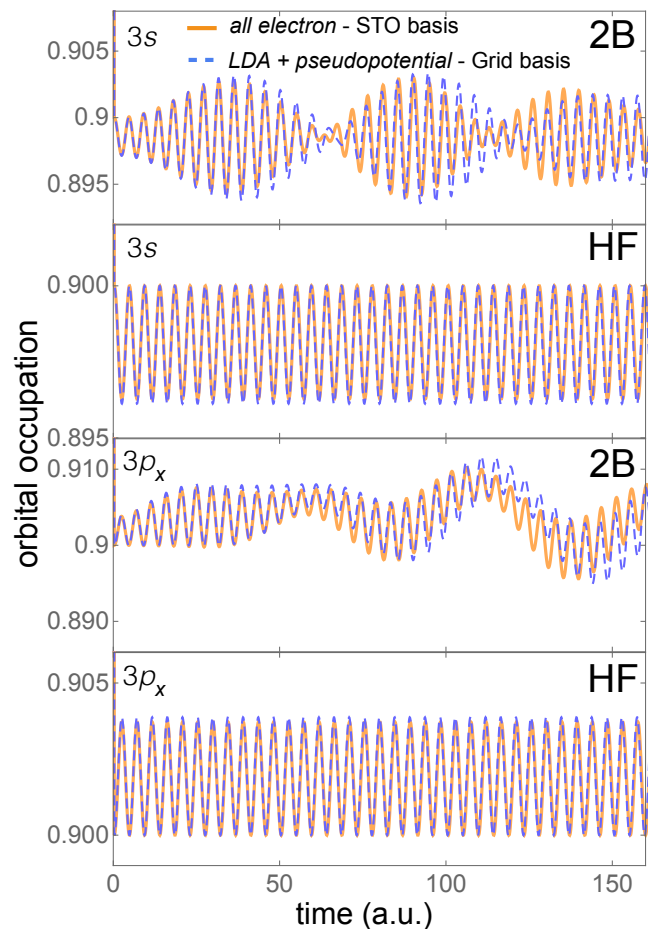 3s
all electron - STO basis
2B
LDA + pseudopotential - Grid basis
0.905
0.9
0.895
3s
HF
0.900
0.895
3px
2B
0.910
0.9
0.890
3px
HF
0.905
0.900
orbital occupation
0
50
100
150
time (a.u.)